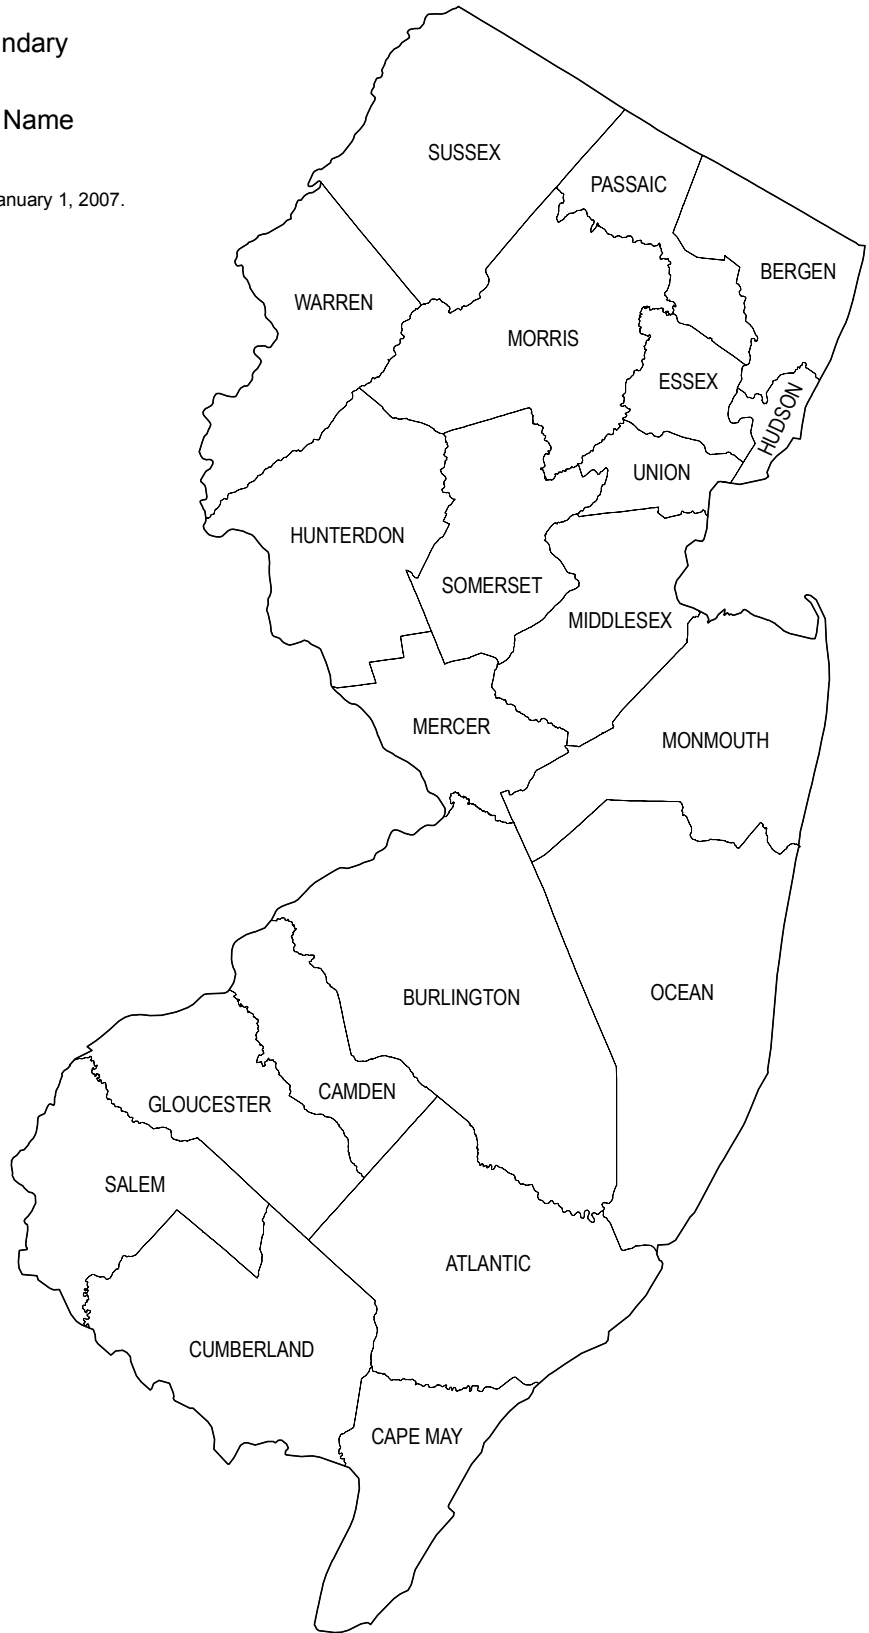 ndary
Name
anuary 1, 2007.
SUSSEX
PASSAIC
BERGEN
WARREN
MORRIS
ESSEX
HUDSON
UNION
HUNTERDON
SOMERSET
MIDDLESEX
MERCER
MONMOUTH
OCEAN
BURLINGTON
CAMDEN
GLOUCESTER
SALEM
ATLANTIC
CUMBERLAND
CAPE MAY